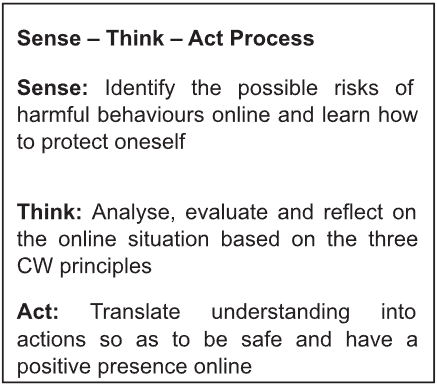 Sense – Think – Act Process
Sense: Identify the possible risks of
harmful behaviours online and learn how
to protect oneself
Think: Analyse, evaluate and reflect on
the online situation based on the three
CW principles
Act: Translate understanding into
actions so as to be safe and have a
positive presence online